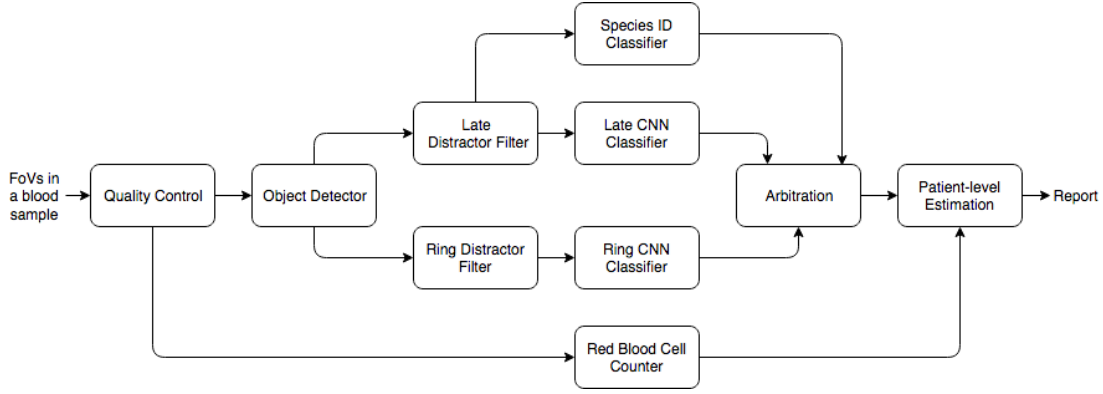 Species ID
Classifier
Late
Distractor Filter
Late CNN
Classifier
FoVs in
a blood
sample
Quality Control
Object Detector
Arbitration
Patient-level
Estimation
Report
Ring Distractor
Filter
Ring CNN
Classifier
Red Blood Cell
Counter